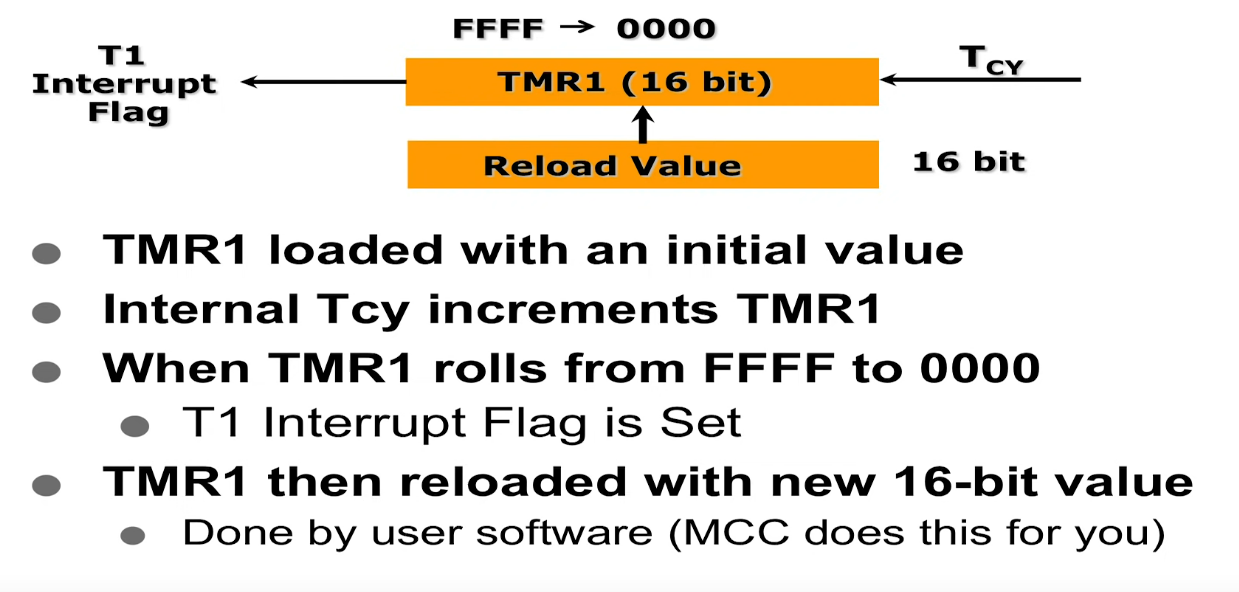 FFFF → 0000
T1
Interrupt
Flag
TMR1 (16 bit)
TCY
Reload Value
16 bit
TMR1 loaded with an initial value
Internal Tcy increments TMR1
When TMR1 rolls from FFFF to 0000
T1 Interrupt Flag is Set
TMR1 then reloaded with new 16-bit value
Done by user software (MCC does this for you)